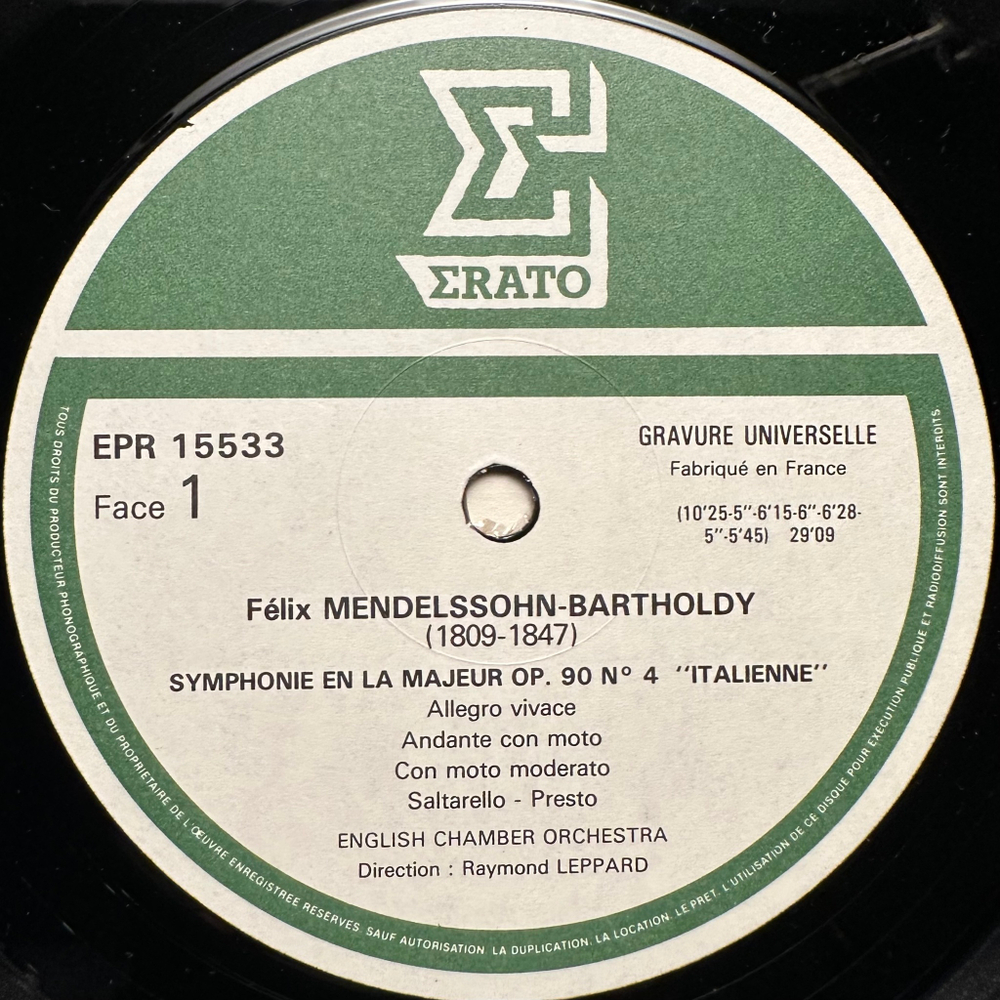 ΣRATO
EPR 15533
Face 1
GRAVURE UNIVERSELLE
Fabriqué en France
(10'25-5"-6'15-6"-6'28-
5"-5'45) 29'09
Félix MENDELSSOHN-BARTHOLDY
(1809-1847)
SYMPHONIE EN LA MAJEUR OP. 90 Nº 4 "ITALIENNE"
Allegro vivace
Andante con moto
Con moto moderato
Saltarello - Presto
ENGLISH CHAMBER ORCHESTRA
Direction : Raymond LEPPARD
TOUS DROITS DU PRODUCTEUR PHONOGRAPHIQUE ET DU PROPRIETAIRE DE L'ŒUVRE ENREGISTREE RESERVES. SAUF AUTORISATION. LA DUPLICATION. LA LOCATION. LE PRET. L'UTILISATION DE CE DISQUE POUR EXECUTION PUBLIQUE ET RADIODIFFUSION SONT INTERDITS